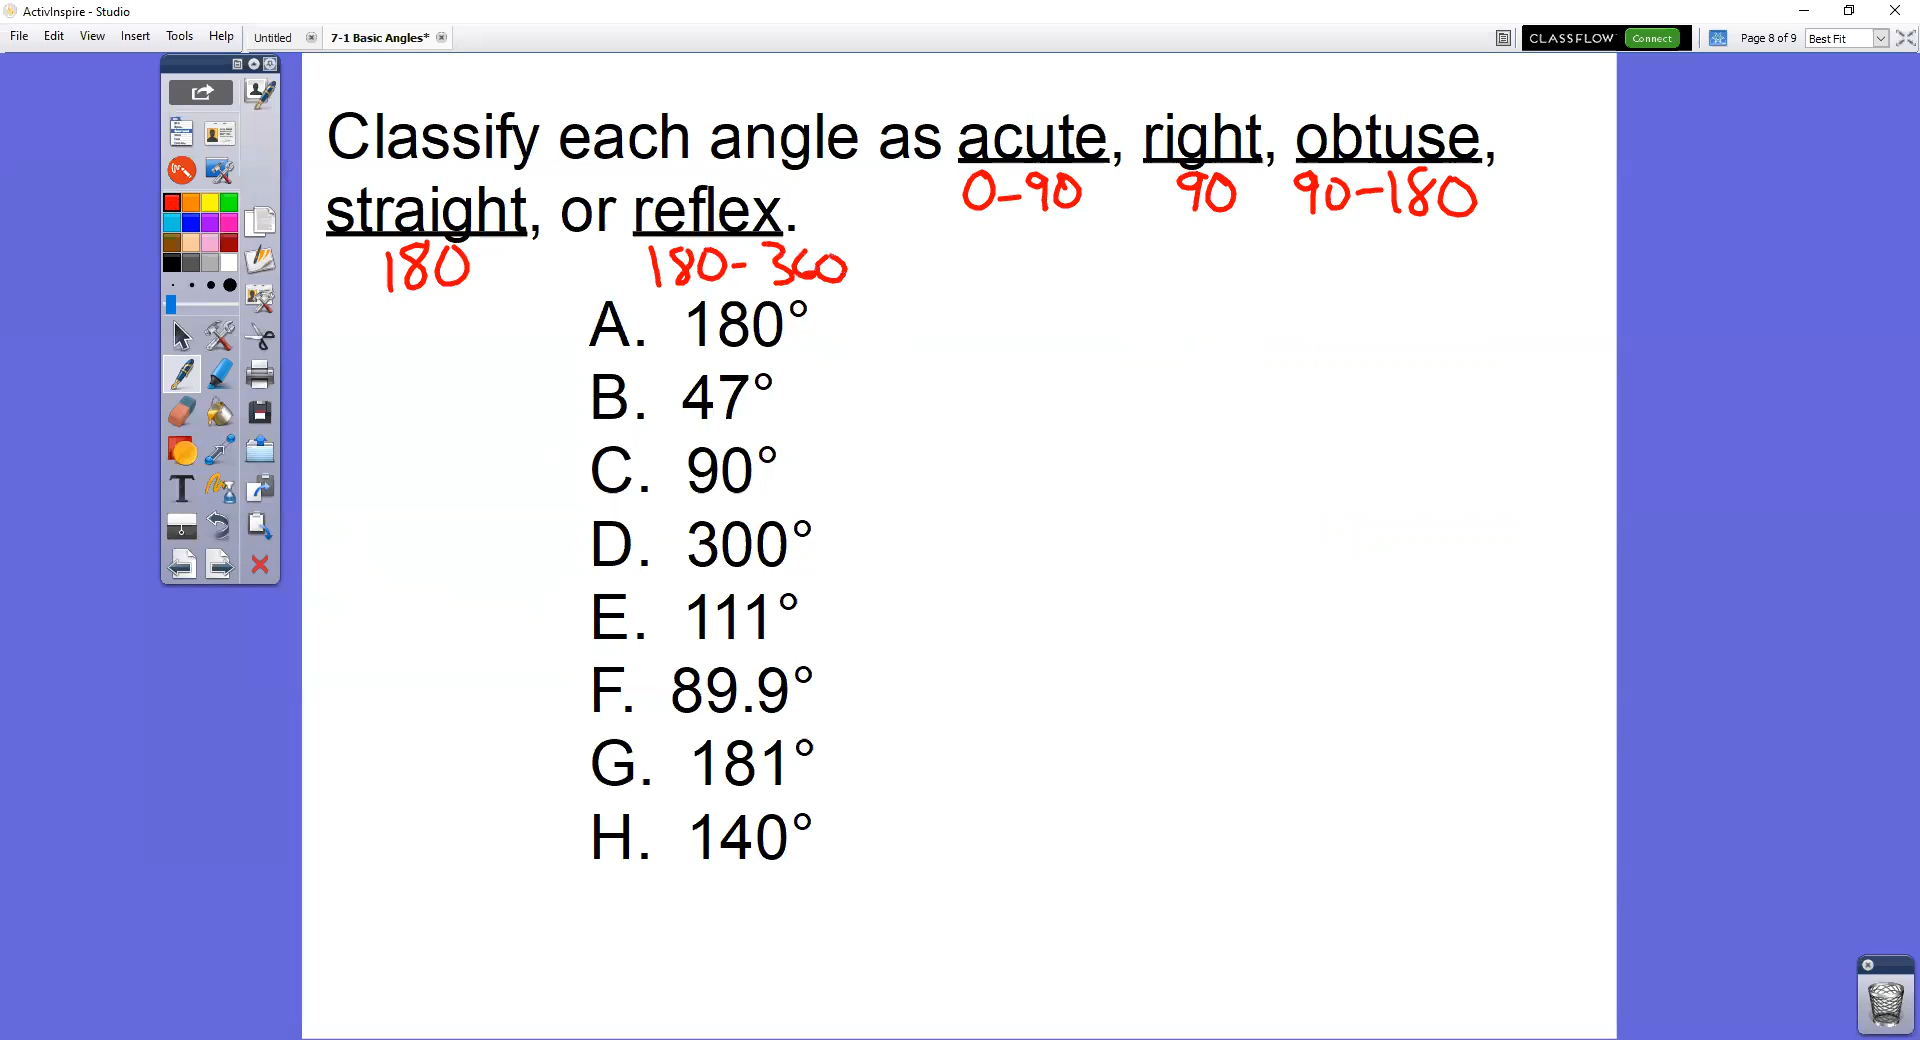 ActivInspire - Studio
File Edit View Insert Tools Help
Untitled
7-1 Basic Angles*
CLASSFLOW Connect
Page 8 of 9
Best Fit
Classify each angle as acute, right, obtuse,
0-90 90 90-180
straight, or reflex.
180 180-360
A. 180°
B. 47°
C. 90°
D. 300°
E. 111°
F. 89.9°
G. 181°
H. 140°